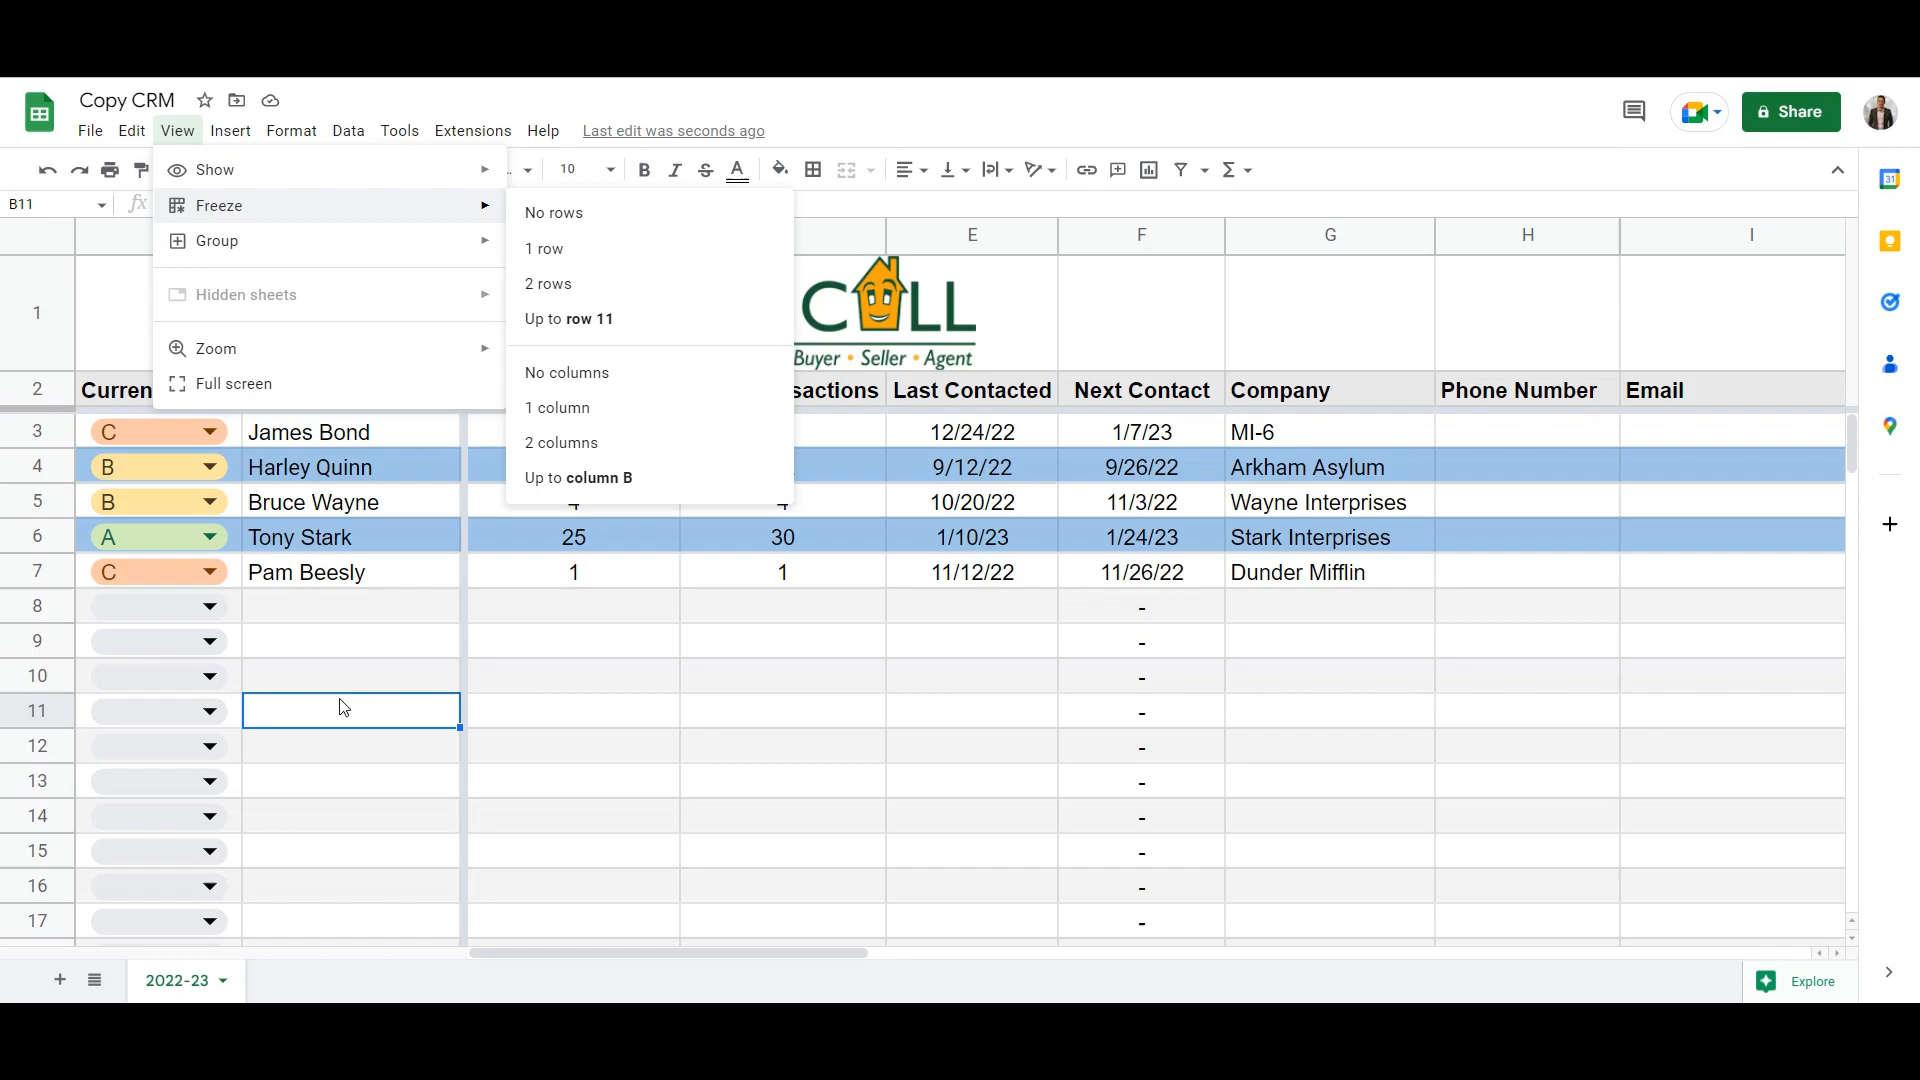 Copy CRM
File Edit View Insert Format Data Tools Extensions Help Last edit was seconds ago
Share
10 B I S A Σ
B11 fx
31
Show
Freeze
Group
Hidden sheets
Zoom
Full screen
No rows
1 row
2 rows
Up to row 11
No columns
1 column
2 columns
Up to column B
E F G H I
1
C LL
Buyer • Seller • Agent
2 Curren sactions Last Contacted Next Contact Company Phone Number Email
3 C James Bond 12/24/22 1/7/23 MI-6
4 B Harley Quinn 9/12/22 9/26/22 Arkham Asylum
5 B Bruce Wayne 4 4 10/20/22 11/3/22 Wayne Interprises
6 A Tony Stark 25 30 1/10/23 1/24/23 Stark Interprises
7 C Pam Beesly 1 1 11/12/22 11/26/22 Dunder Mifflin
8 -
9 -
10 -
11 -
12 -
13 -
14 -
15 -
16 -
17 -
2022-23
Explore